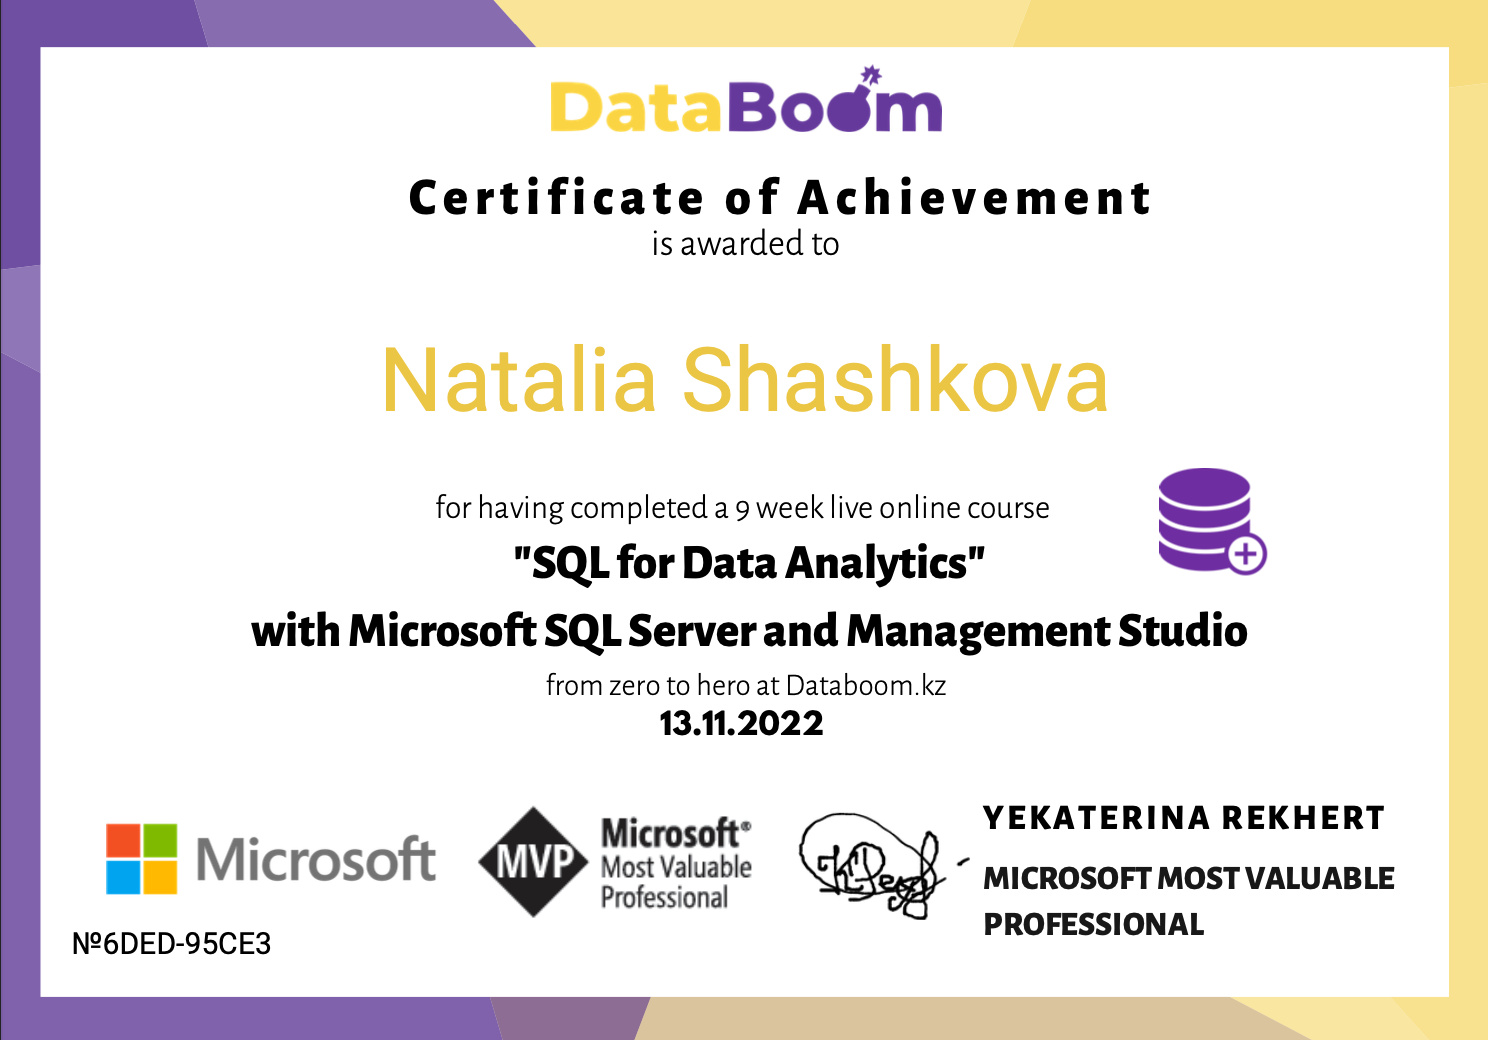 DataBoom
Certificate of Achievement
is awarded to
Natalia Shashkova
for having completed a 9 week live online course
"SQL for Data Analytics"
with Microsoft SQL Server and Management Studio
from zero to hero at Databoom.kz
13.11.2022
Microsoft
MVP
Microsoft®
Most Valuable
Professional
YEKATERINA REKHERT
MICROSOFT MOST VALUABLE
PROFESSIONAL
№6DED-95CE3